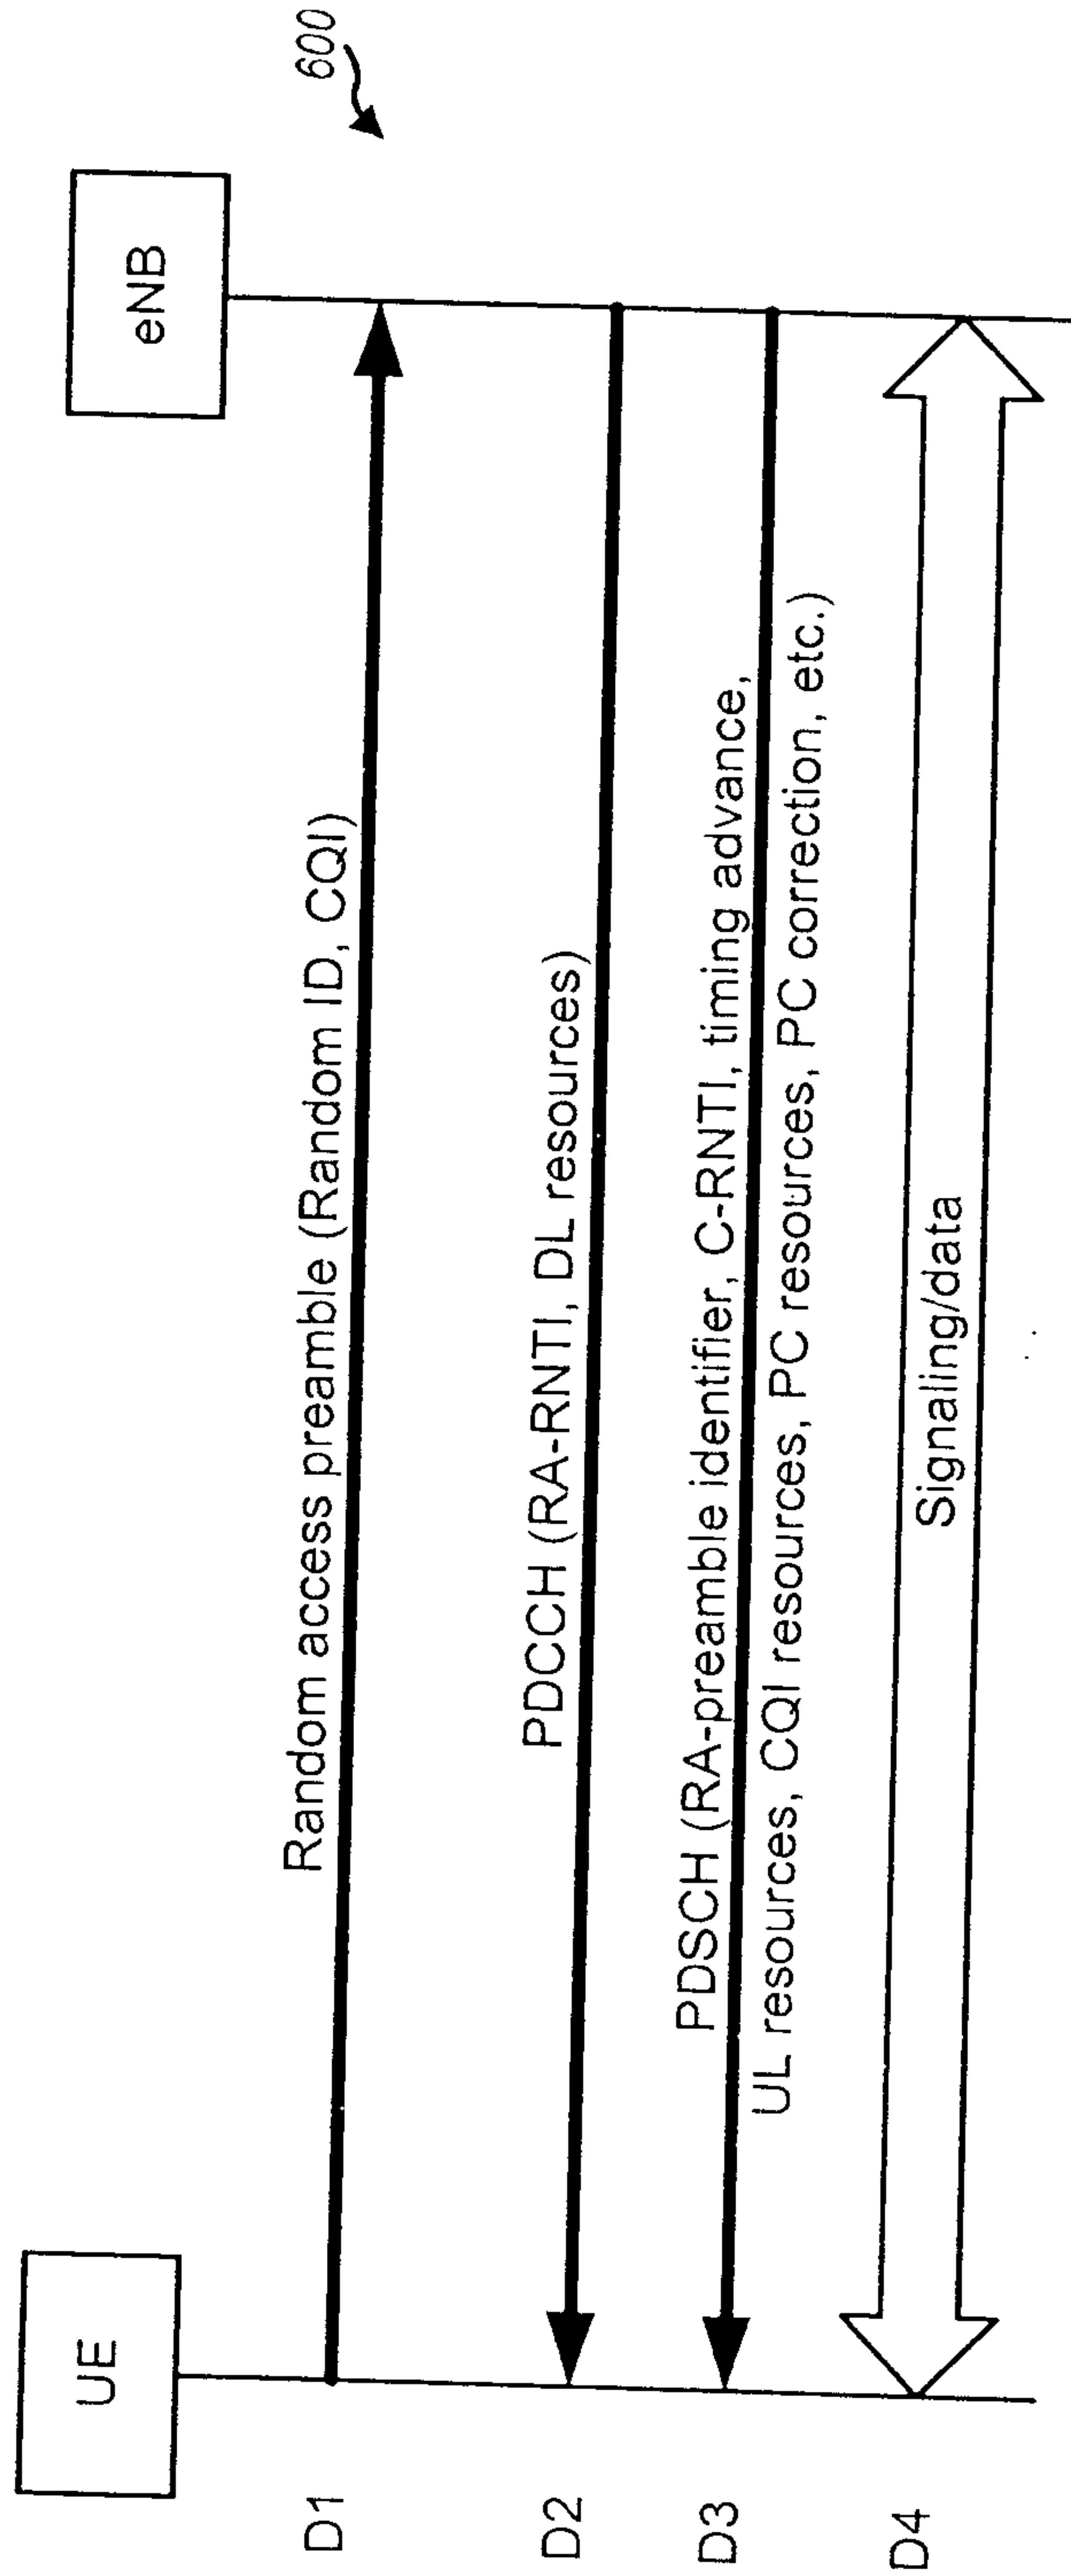 600
UE
eNB
D1
Random access preamble (Random ID, CQI)
D2
PDCCH (RA-RNTI, DL resources)
D3
PDSCH (RA-preamble identifier, C-RNTI, timing advance,
UL resources, CQI resources, PC resources, PC correction, etc.)
D4
Signaling/data